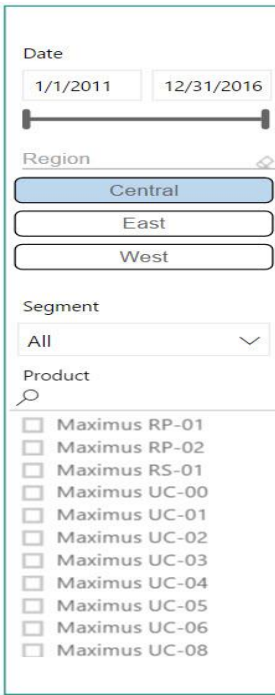 Date
1/1/2011 12/31/2016
Region
Central
East
West
Segment
All
Product
Maximus RP-01
Maximus RP-02
Maximus RS-01
Maximus UC-00
Maximus UC-01
Maximus UC-02
Maximus UC-03
Maximus UC-04
Maximus UC-05
Maximus UC-06
Maximus UC-08